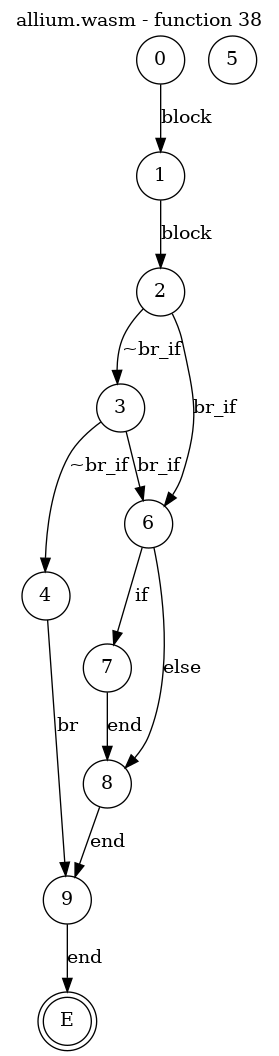 allium.wasm - function 38
0
5
block
1
block
2
~br_if
br_if
3
~br_if
br_if
6
4
if
7
else
br
end
8
end
9
end
E